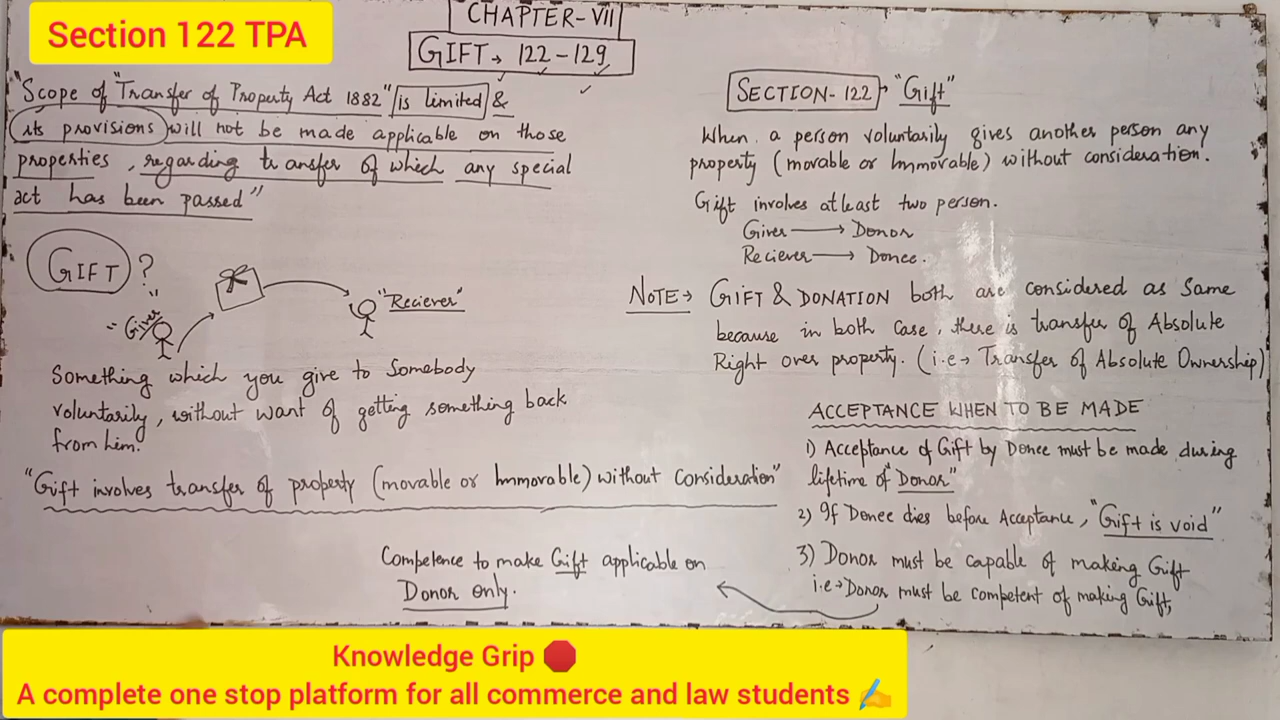 Section 122 TPA
CHAPTER-VII
GIFT → 122-129
"Scope of "Transfer of Property Act 1882" is limited &
its provisions will not be made applicable on those
properties, regarding transfer of which any special
act has been passed"
GIFT?
"Giver"
"Reciever"
Something which you give to Somebody
voluntarily, without want of getting something back
from him.
"Gift involves transfer of property (movable or Immovable) without Consideration"
Competence to make Gift applicable on
Donor only.
SECTION-122 → "Gift"
When a person voluntarily gives another person any
property (movable or Immovable) without consideration.
Gift involves atleast two person.
Giver → Donor
Reciever → Donee.
NOTE → GIFT & DONATION both are considered as Same
because in both Case, there is transfer of Absolute
Right over property. (i.e → Transfer of Absolute Ownership)
ACCEPTANCE WHEN TO BE MADE
1) Acceptance of Gift by Donee must be made during
lifetime of "Donor"
2) If Donee dies before Acceptance, "Gift is void"
3) Donor must be capable of making Gift
i.e → Donor must be competent of making Gift,
Knowledge Grip 🛑
A complete one stop platform for all commerce and law students ✍️